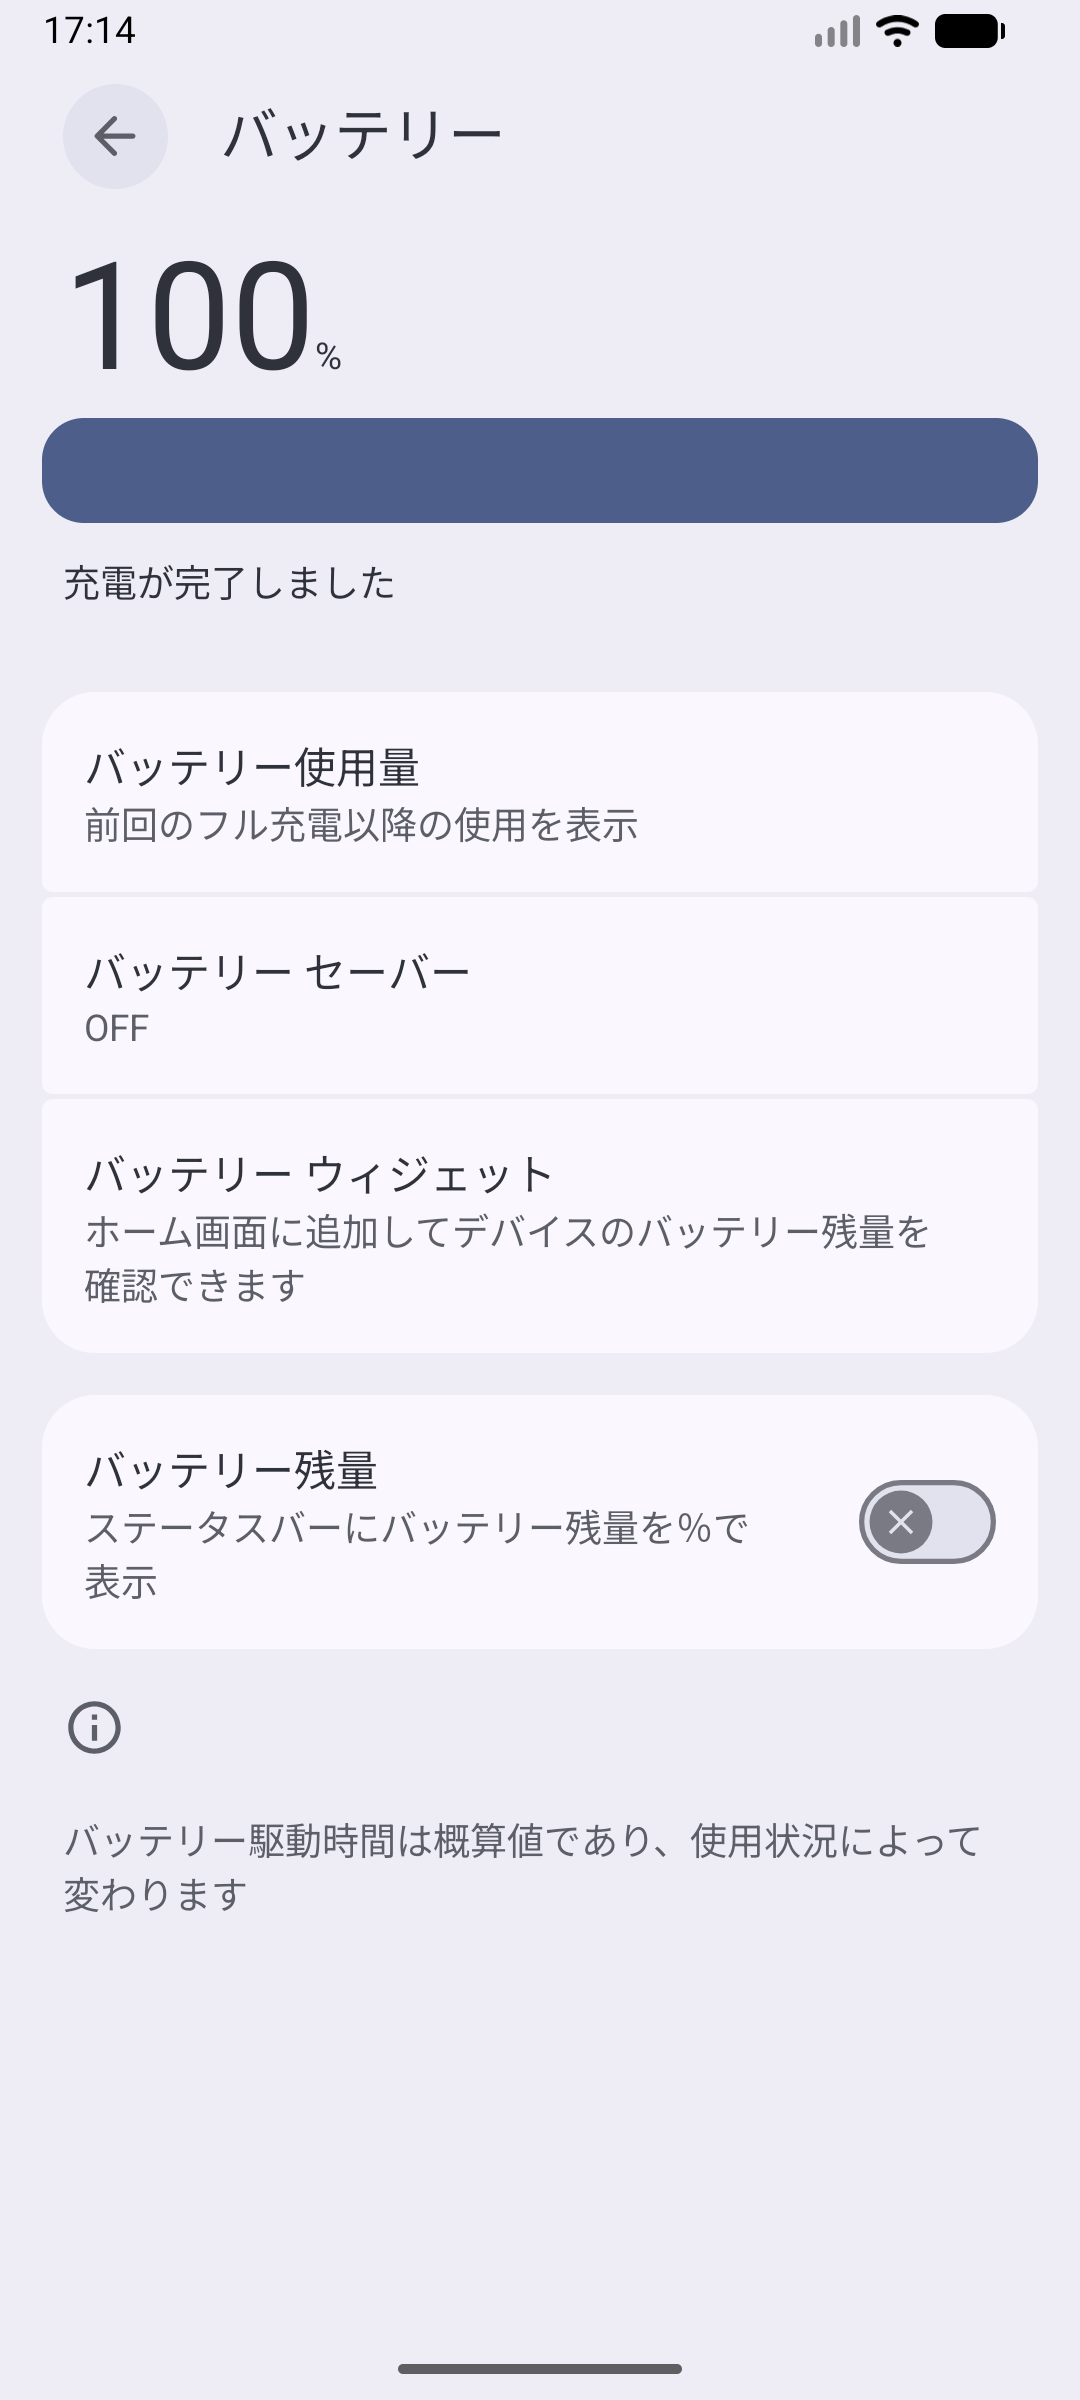 17:14
バッテリー
100%
充電が完了しました
バッテリー使用量
前回のフル充電以降の使用を表示
バッテリー セーバー
OFF
バッテリー ウィジェット
ホーム画面に追加してデバイスのバッテリー残量を
確認できます
バッテリー残量
ステータスバーにバッテリー残量を%で
表示
バッテリー駆動時間は概算値であり、使用状況によって
変わります